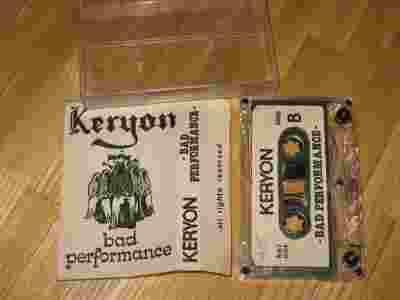 Keryon
bad
performance
KERYON
- BAD
PERFORMANCE -
all rights reserved
B
KERYON
- BAD PERFORMANCE -